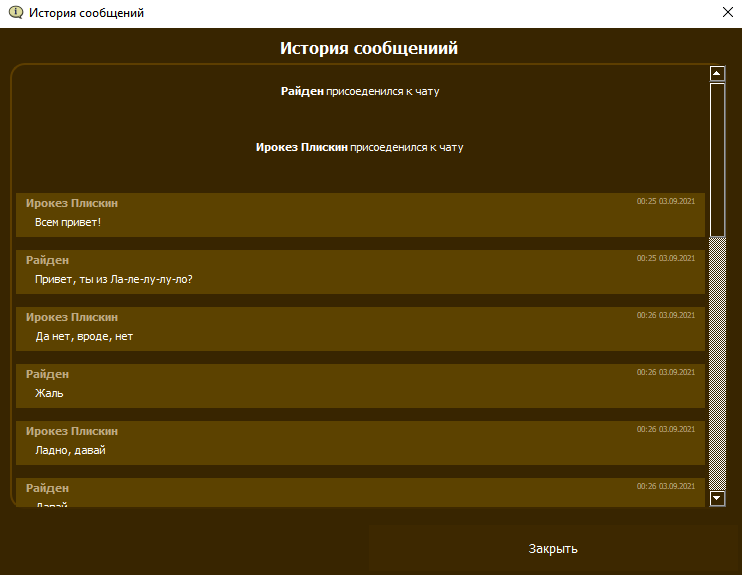 История сообщений
История сообщениий
Райден присоеденился к чату
Ирокез Плискин присоеденился к чату
Ирокез Плискин 00:25 03.09.2021
Всем привет!
Райден 00:25 03.09.2021
Привет, ты из Ла-ле-лу-лу-ло?
Ирокез Плискин 00:26 03.09.2021
Да нет, вроде, нет
Райден 00:26 03.09.2021
Жаль
Ирокез Плискин 00:26 03.09.2021
Ладно, давай
Райден 00:26 03.09.2021
Давай
Закрыть